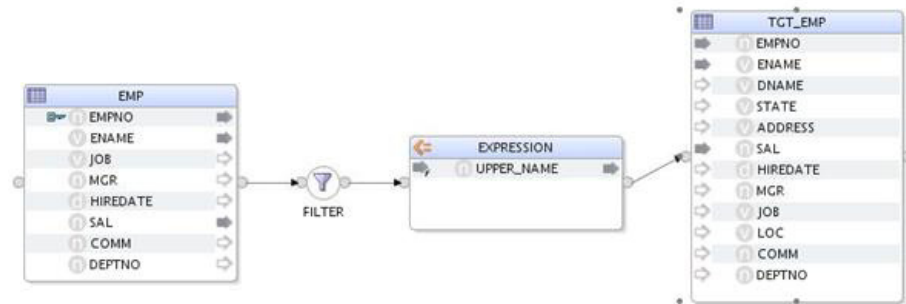 EMP
EMPNO
ENAME
JOB
MGR
HIREDATE
SAL
COMM
DEPTNO
FILTER
EXPRESSION
UPPER_NAME
TGT_EMP
EMPNO
ENAME
DNAME
STATE
ADDRESS
SAL
HIREDATE
MGR
JOB
LOC
COMM
DEPTNO